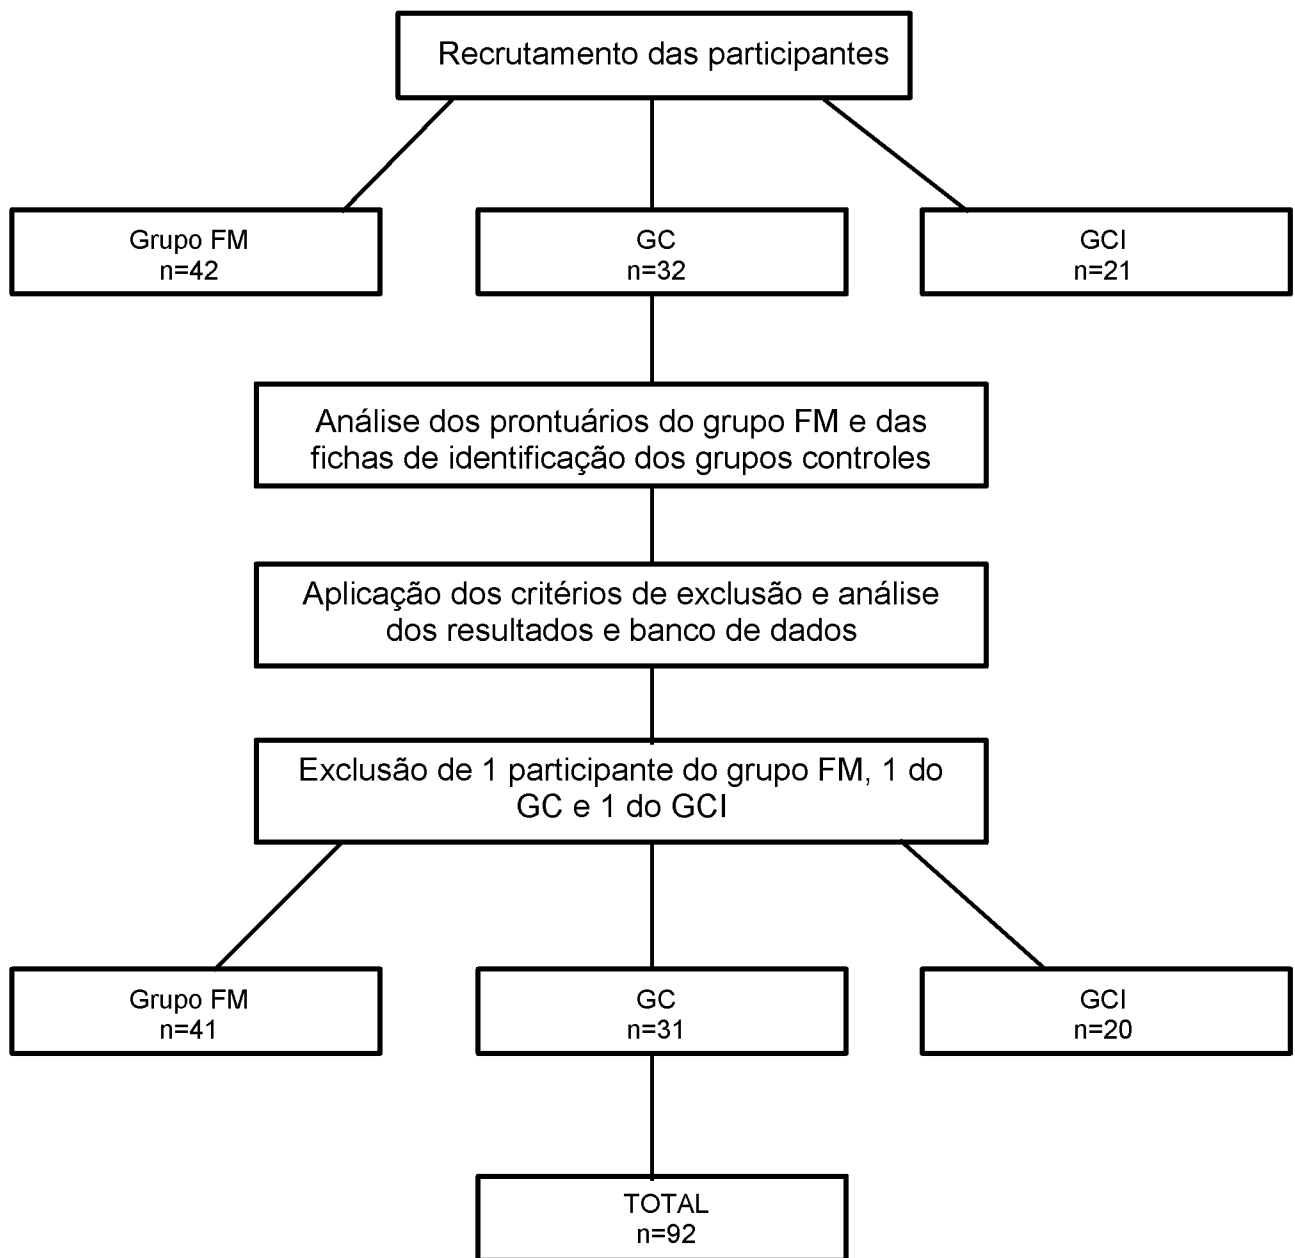 Recrutamento das participantes
Grupo FM
n=42
GC
n=32
GCI
n=21
Análise dos prontuários do grupo FM e das
fichas de identificação dos grupos controles
Aplicação dos critérios de exclusão e análise
dos resultados e banco de dados
Exclusão de 1 participante do grupo FM, 1 do
GC e 1 do GCI
Grupo FM
n=41
GC
n=31
GCI
n=20
TOTAL
n=92